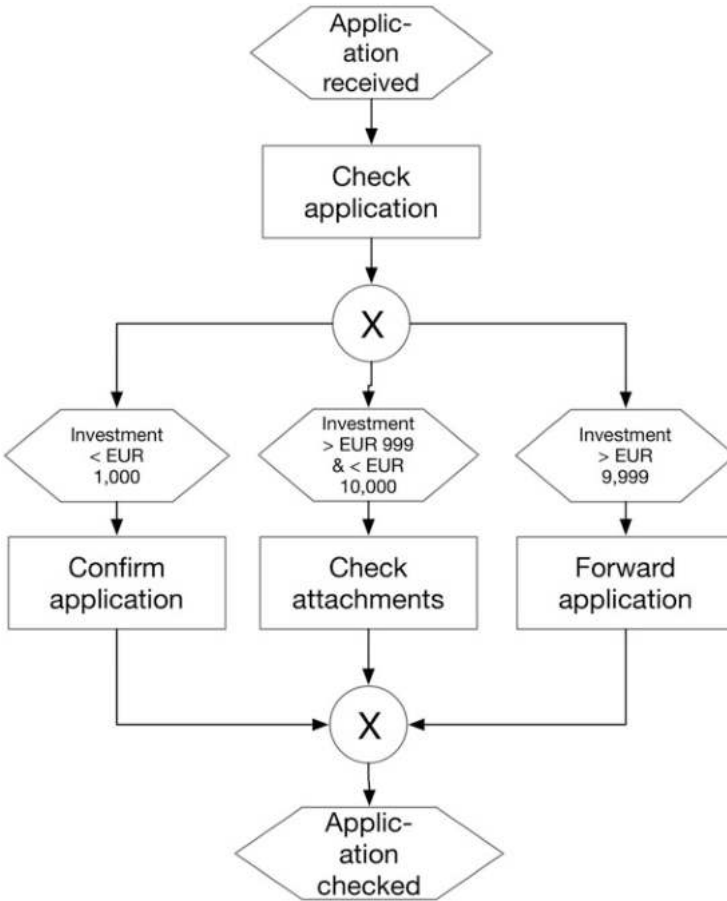 Applic-
ation
received
Check
application
X
Investment
< EUR
1,000
Investment
> EUR 999
& < EUR
10,000
Investment
> EUR
9,999
Confirm
application
Check
attachments
Forward
application
X
Applic-
ation
checked